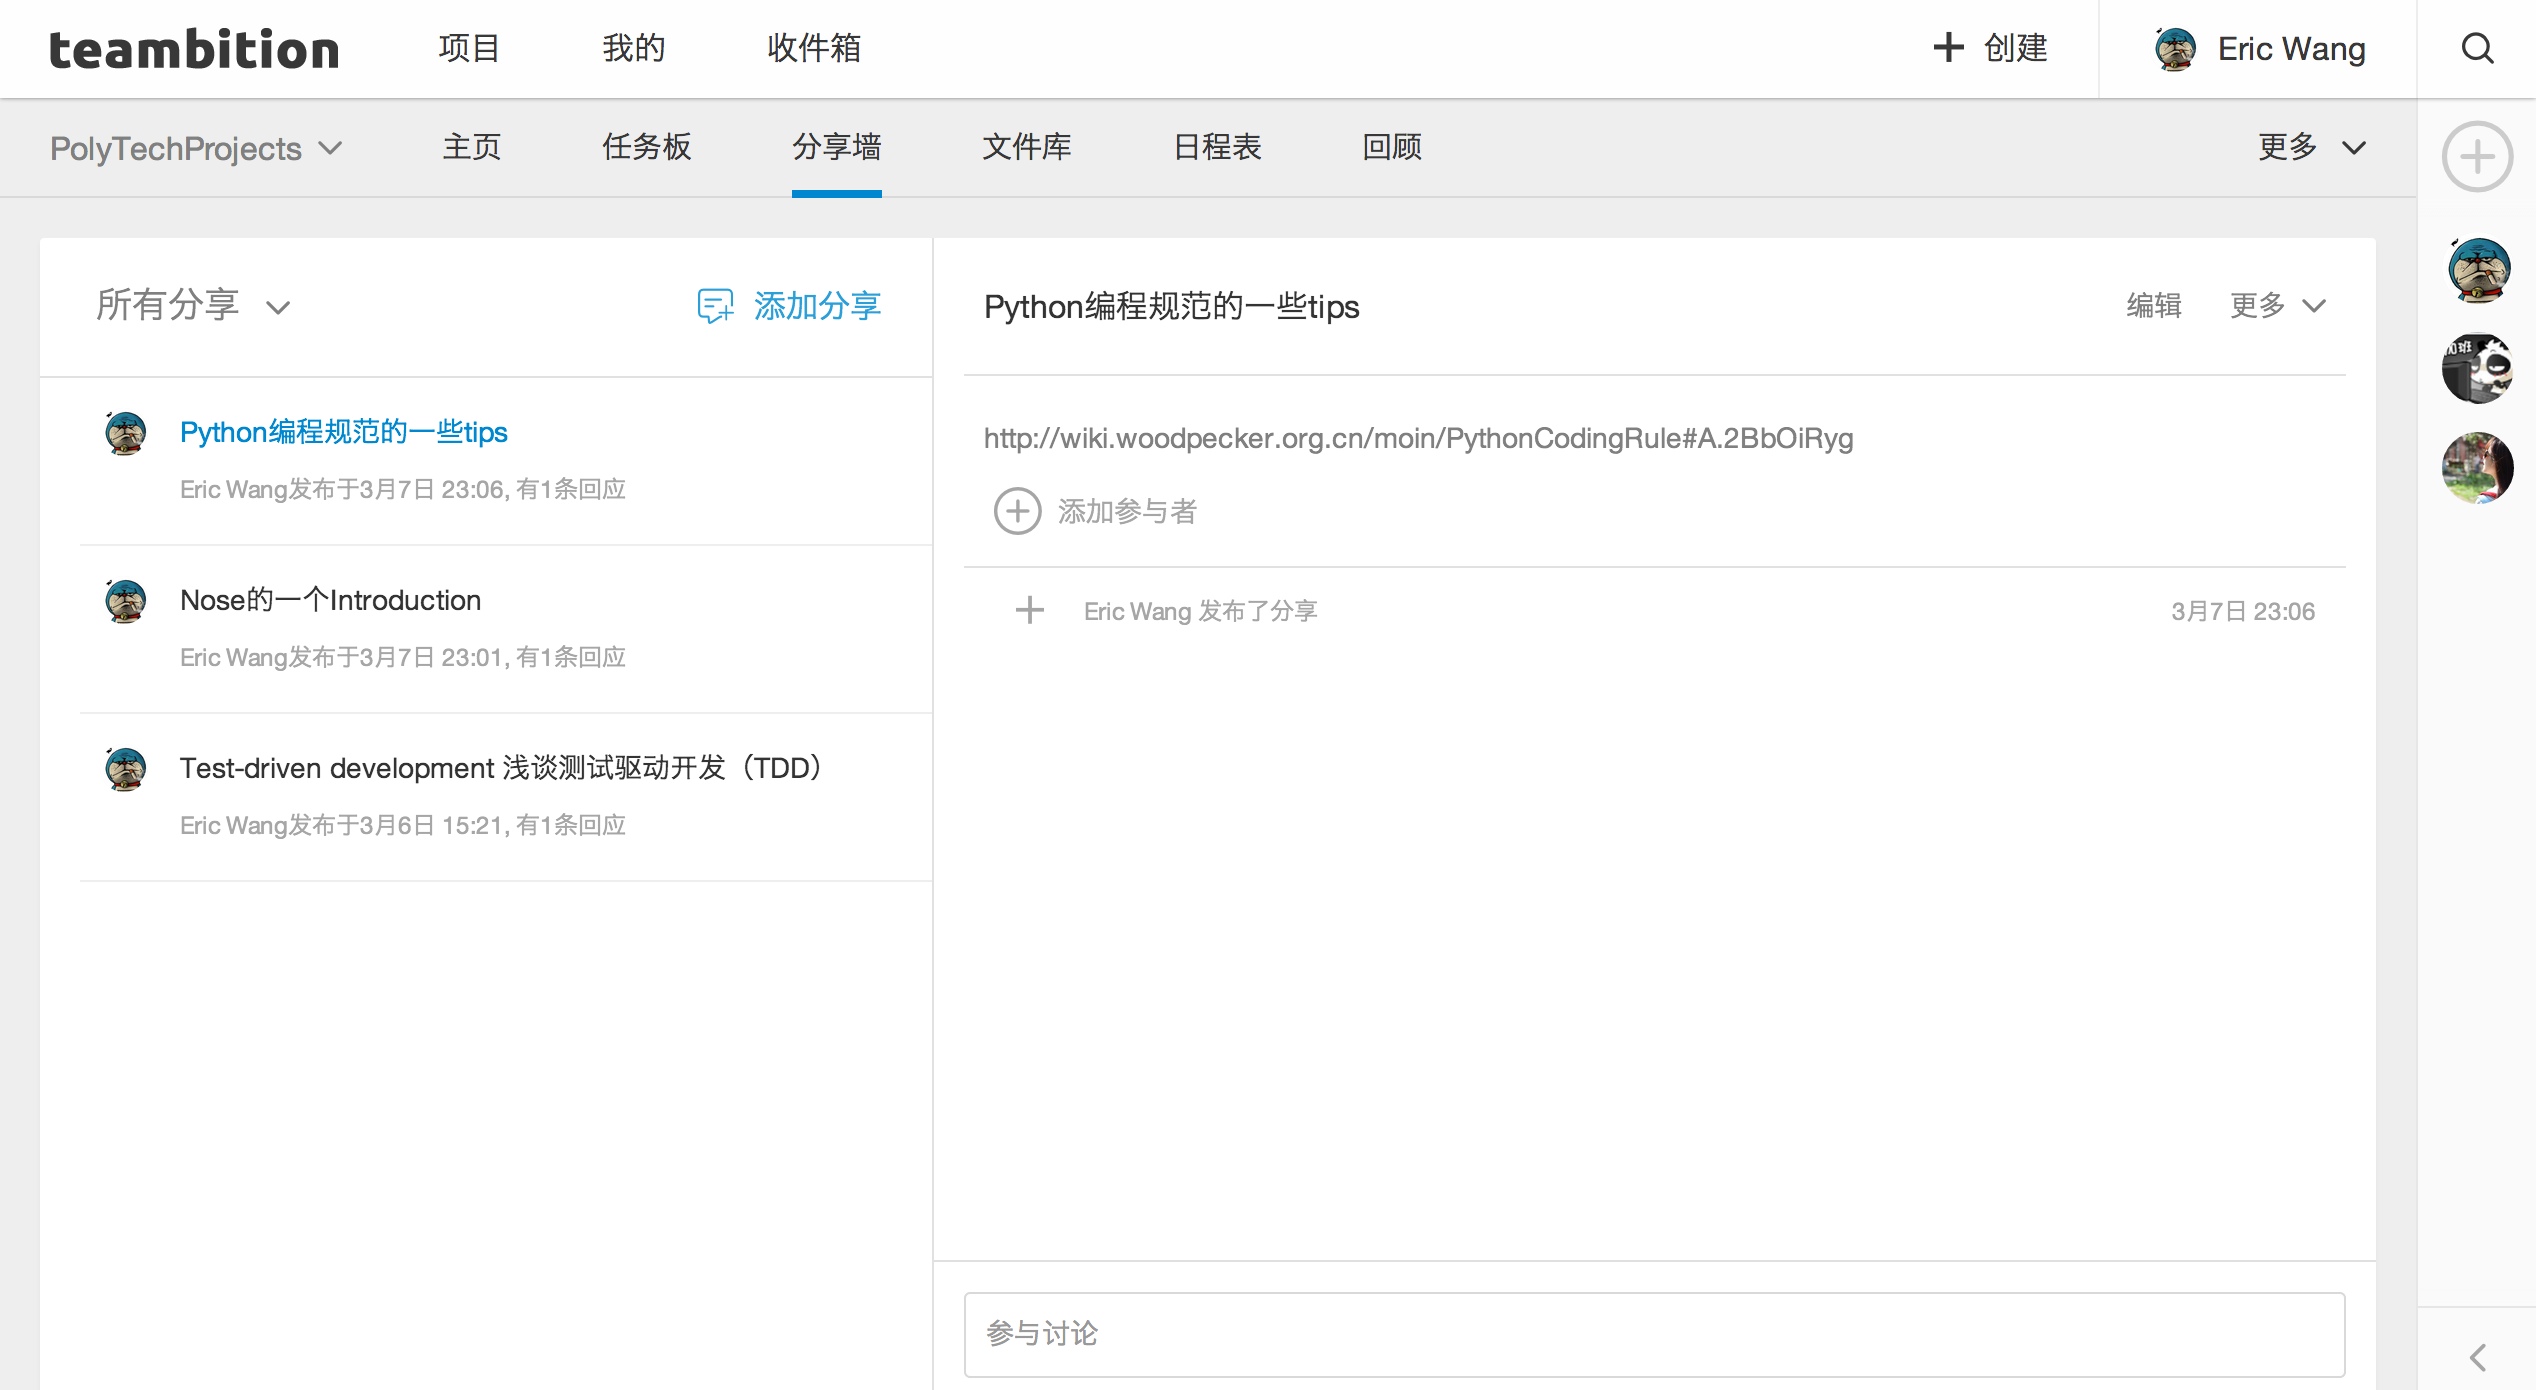 teambition 项目 我的 收件箱 创建 Eric Wang
PolyTechProjects 主页 任务板 分享墙 文件库 日程表 回顾 更多
所有分享 添加分享
Python编程规范的一些tips
Eric Wang发布于3月7日 23:06, 有1条回应
Nose的一个Introduction
Eric Wang发布于3月7日 23:01, 有1条回应
Test-driven development 浅谈测试驱动开发（TDD）
Eric Wang发布于3月6日 15:21, 有1条回应
Python编程规范的一些tips 编辑 更多
http://wiki.woodpecker.org.cn/moin/PythonCodingRule#A.2BbOiRyg
添加参与者
Eric Wang 发布了分享 3月7日 23:06
参与讨论